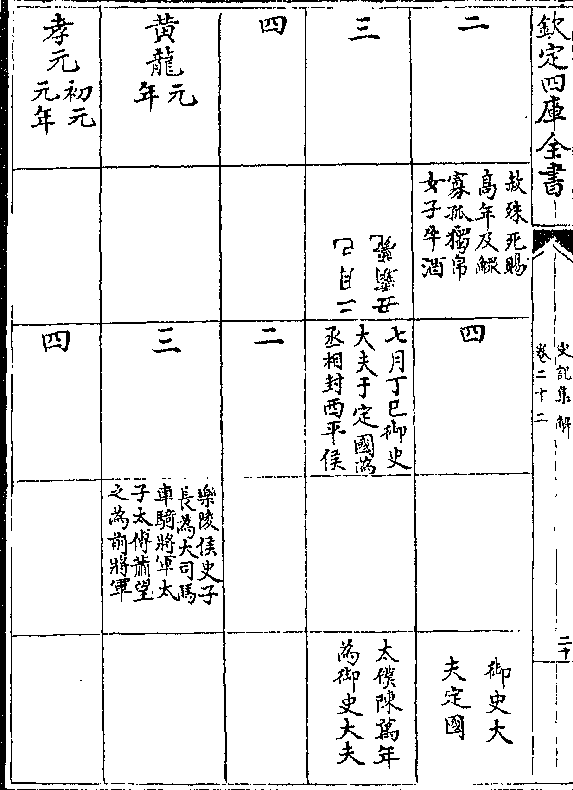 欽定四庫全書
史記集解
卷二十二
二十
二
赦殊死賜
高年及鰥
寡孤獨帛
女子牛酒
四
御史大
夫定國
三
二月己
丑霸薨
七月丁巳御史
大夫于定國為
丞相封西平侯
太僕陳萬年
為御史大夫
四
二
黃龍元
年
三
樂陵侯史子
長為大司馬
車騎將軍太
子太傅蕭望
之為前將軍
孝元
初元
元年
四